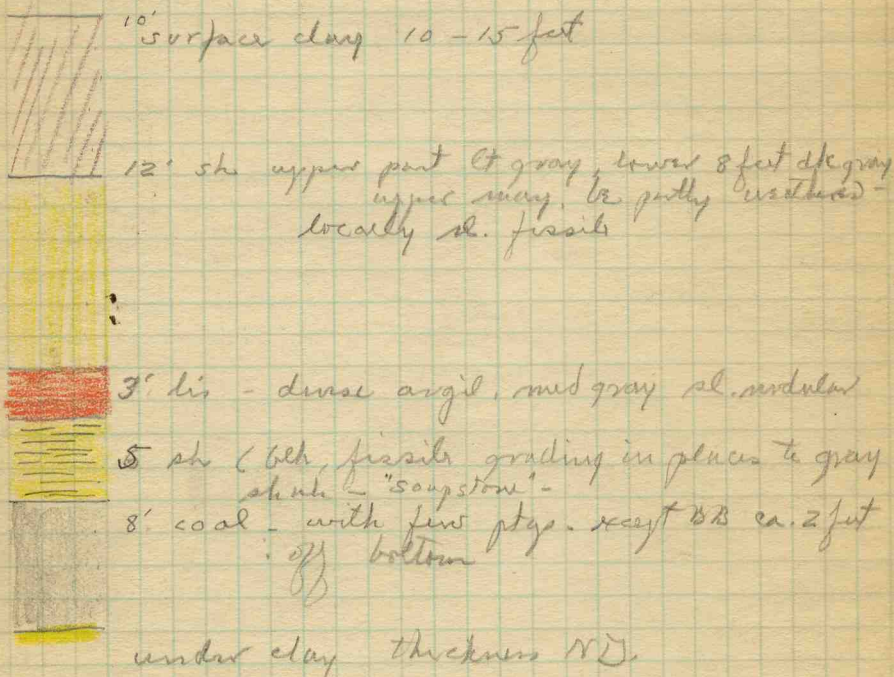 10' surface clay 10 - 15 feet
12' sh upper part lt gray, lower 8 feet dk gray
upper may be partly weathered -
locally sl. fissile
3' lis - dense argil. med gray sl. nodular
5 sh (blk, fissile grading in places to gray
shale - "soapstone" -
8' coal - with few ptgs. except BB ca. 2 feet
off bottom
under clay thickness ND.